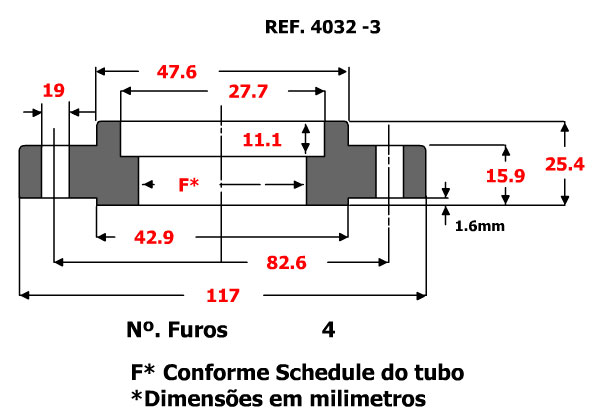 REF. 4032 -3
47.6
19
27.7
11.1
25.4
15.9
F*
1.6mm
42.9
82.6
117
Nº. Furos 4
F* Conforme Schedule do tubo
*Dimensões em milimetros